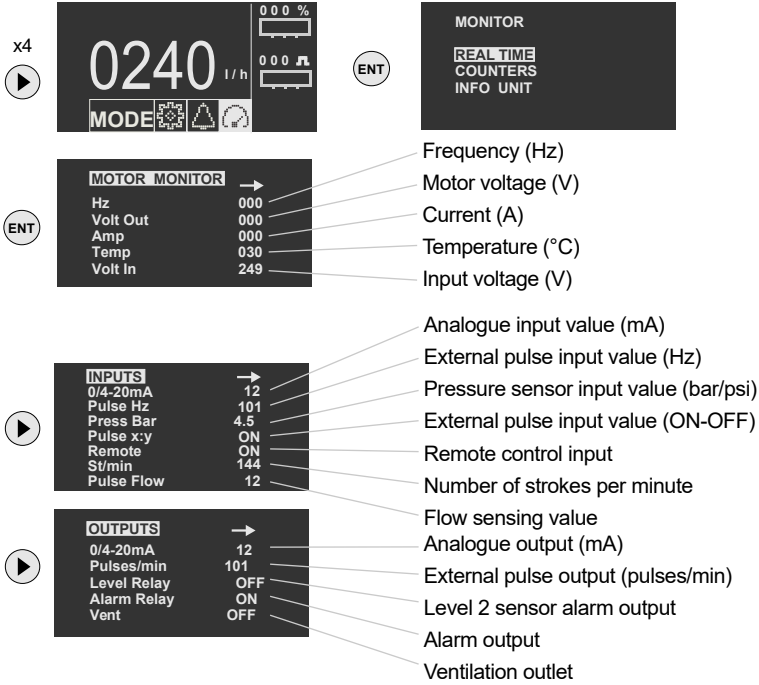 x4
000 %
0240 l/h
000
MODE
ENT
MONITOR
REAL TIME
COUNTERS
INFO UNIT
ENT
MOTOR MONITOR →
Hz 000
Volt Out 000
Amp 000
Temp 030
Volt In 249
Frequency (Hz)
Motor voltage (V)
Current (A)
Temperature (°C)
Input voltage (V)
INPUTS →
0/4-20mA 12
Pulse Hz 101
Press Bar 4.5
Pulse x:y ON
Remote ON
St/min 144
Pulse Flow 12
Analogue input value (mA)
External pulse input value (Hz)
Pressure sensor input value (bar/psi)
External pulse input value (ON-OFF)
Remote control input
Number of strokes per minute
Flow sensing value
OUTPUTS →
0/4-20mA 12
Pulses/min 101
Level Relay OFF
Alarm Relay ON
Vent OFF
Analogue output (mA)
External pulse output (pulses/min)
Level 2 sensor alarm output
Alarm output
Ventilation outlet